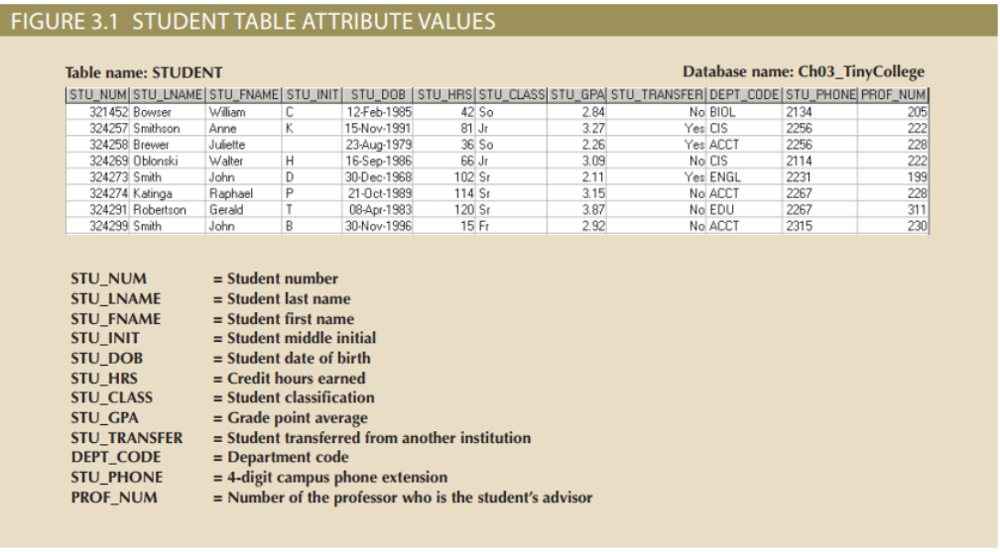 FIGURE 3.1 STUDENT TABLE ATTRIBUTE VALUES
Table name: STUDENT Database name: Ch03_TinyCollege
STU_NUM STU_LNAME STU_FNAME STU_INIT STU_DOB STU_HRS STU_CLASS STU_GPA STU_TRANSFER DEPT_CODE STU_PHONE PROF_NUM
321452 Bowser William C 12-Feb-1985 42 So 2.84 No BIOL 2134 205
324257 Smithson Anne K 15-Nov-1991 81 Jr 3.27 Yes CIS 2256 222
324258 Brewer Juliette 23-Aug-1979 36 So 2.26 Yes ACCT 2256 228
324269 Oblonski Walter H 16-Sep-1986 66 Jr 3.09 No CIS 2114 222
324273 Smith John D 30-Dec-1968 102 Sr 2.11 Yes ENGL 2231 199
324274 Katinga Raphael P 21-Oct-1989 114 Sr 3.15 No ACCT 2267 228
324291 Robertson Gerald T 08-Apr-1983 120 Sr 3.87 No EDU 2267 311
324299 Smith John B 30-Nov-1996 15 Fr 2.92 No ACCT 2315 230
STU_NUM = Student number
STU_LNAME = Student last name
STU_FNAME = Student first name
STU_INIT = Student middle initial
STU_DOB = Student date of birth
STU_HRS = Credit hours earned
STU_CLASS = Student classification
STU_GPA = Grade point average
STU_TRANSFER = Student transferred from another institution
DEPT_CODE = Department code
STU_PHONE = 4-digit campus phone extension
PROF_NUM = Number of the professor who is the student's advisor